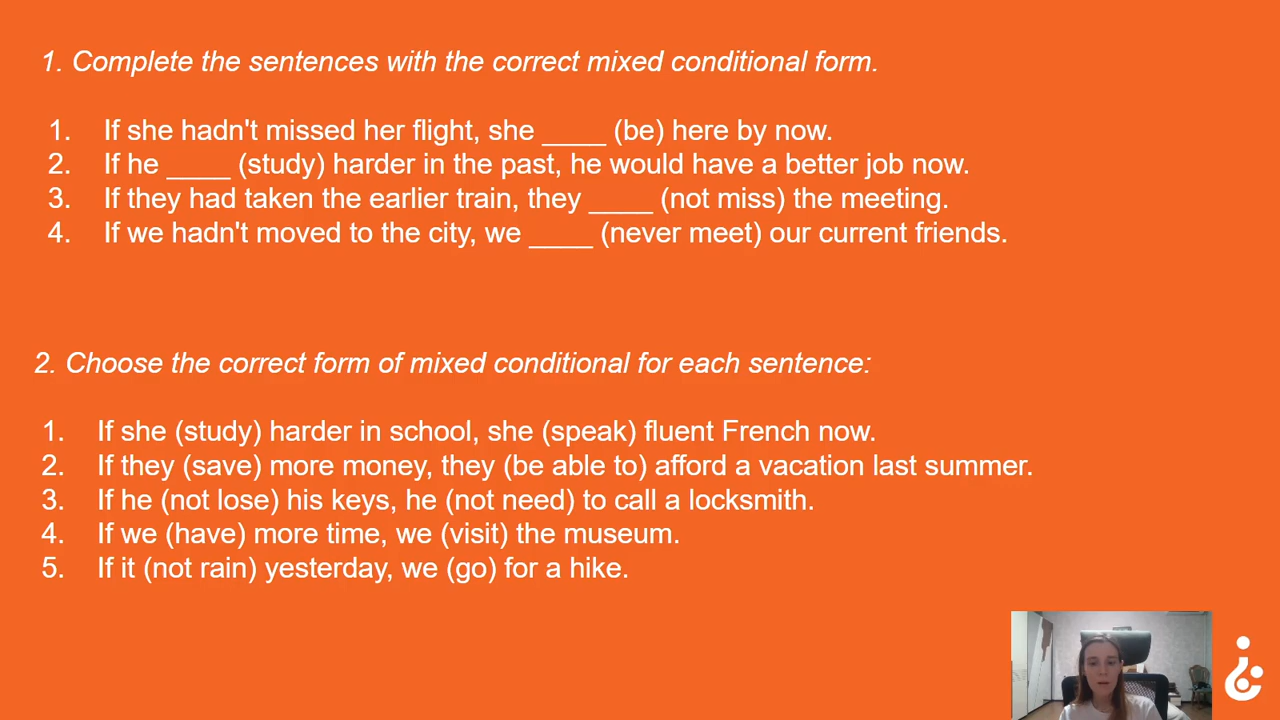 1. Complete the sentences with the correct mixed conditional form.
1. If she hadn't missed her flight, she ____ (be) here by now.
2. If he ____ (study) harder in the past, he would have a better job now.
3. If they had taken the earlier train, they ____ (not miss) the meeting.
4. If we hadn't moved to the city, we ____ (never meet) our current friends.
2. Choose the correct form of mixed conditional for each sentence:
1. If she (study) harder in school, she (speak) fluent French now.
2. If they (save) more money, they (be able to) afford a vacation last summer.
3. If he (not lose) his keys, he (not need) to call a locksmith.
4. If we (have) more time, we (visit) the museum.
5. If it (not rain) yesterday, we (go) for a hike.